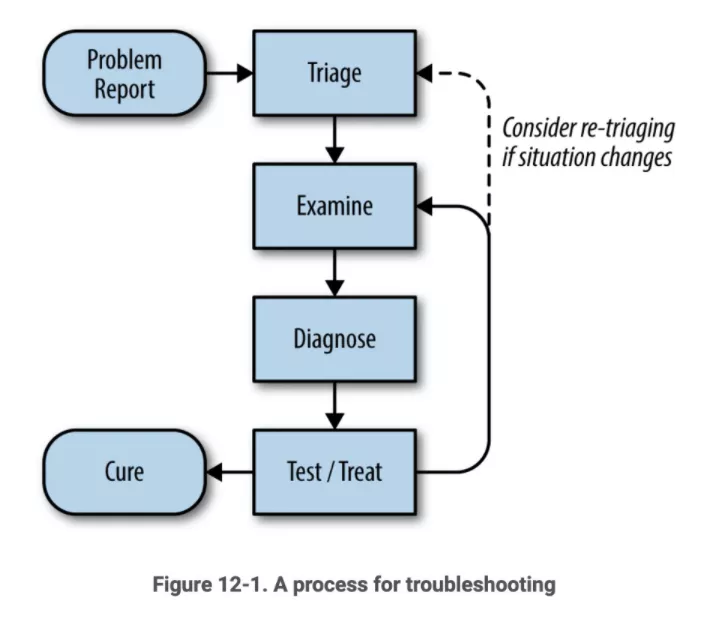 Problem
Report
Triage
Consider re-triaging
if situation changes
Examine
Diagnose
Cure
Test / Treat
Figure 12-1. A process for troubleshooting